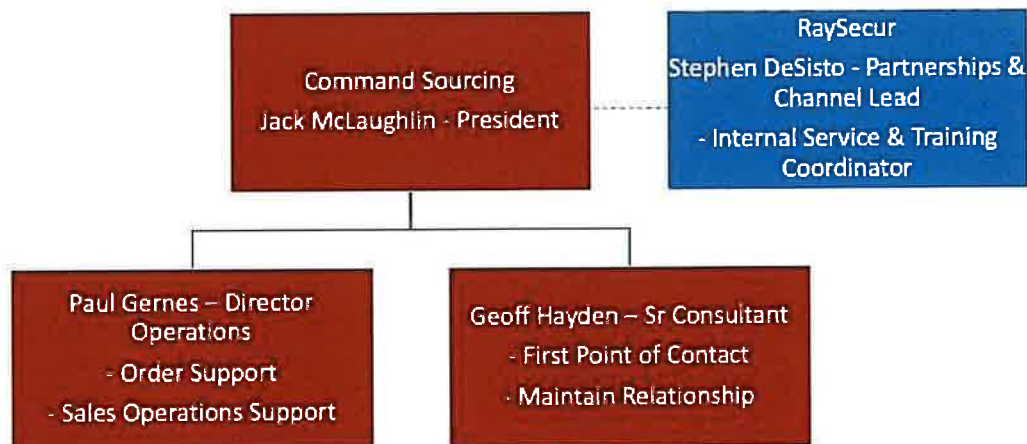 Command Sourcing
Jack McLaughlin - President
RaySecur
Stephen DeSisto - Partnerships &
Channel Lead
- Internal Service & Training
Coordinator
Paul Gernes – Director
Operations
- Order Support
- Sales Operations Support
Geoff Hayden – Sr Consultant
- First Point of Contact
- Maintain Relationship